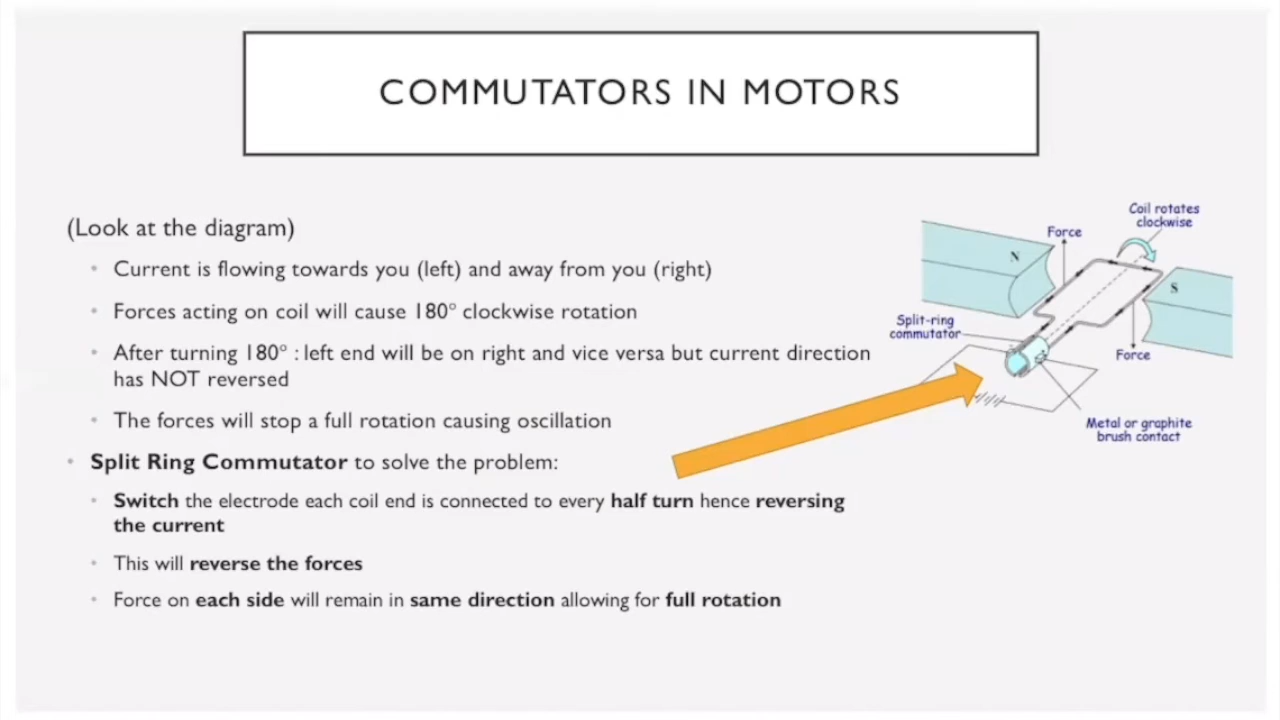 COMMUTATORS IN MOTORS
(Look at the diagram)
• Current is flowing towards you (left) and away from you (right)
• Forces acting on coil will cause 180° clockwise rotation
• After turning 180° : left end will be on right and vice versa but current direction
has NOT reversed
• The forces will stop a full rotation causing oscillation
• Split Ring Commutator to solve the problem:
• Switch the electrode each coil end is connected to every half turn hence reversing
the current
• This will reverse the forces
• Force on each side will remain in same direction allowing for full rotation
Coil rotates
clockwise
Force
N
S
Split-ring
commutator
Force
Metal or graphite
brush contact